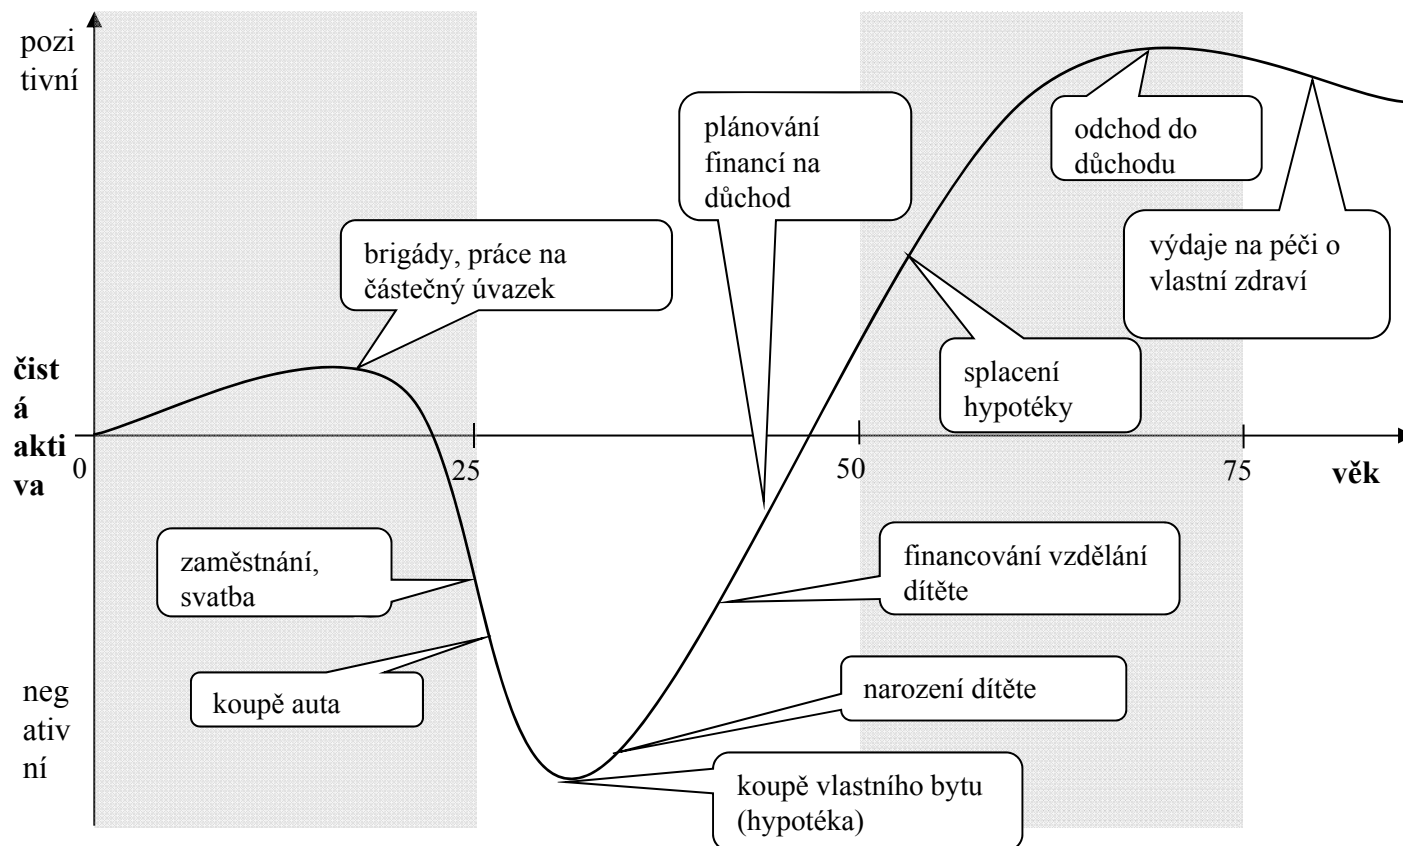 pozi
tivní
plánování
financí na
důchod
odchod do
důchodu
brigády, práce na
částečný úvazek
výdaje na péči o
vlastní zdraví
splacení
hypotéky
čist
á
akti
va
0
25
50
75
věk
zaměstnání,
svatba
financování vzdělání
dítěte
koupě auta
narození dítěte
neg
ativ
ní
koupě vlastního bytu
(hypotéka)